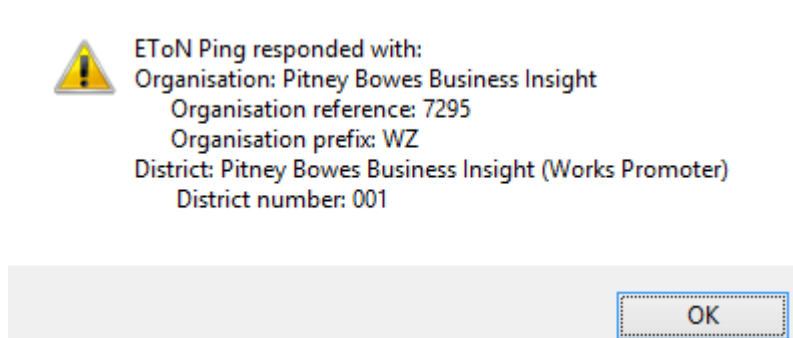 EToN Ping responded with:
Organisation: Pitney Bowes Business Insight
Organisation reference: 7295
Organisation prefix: WZ
District: Pitney Bowes Business Insight (Works Promoter)
District number: 001
OK